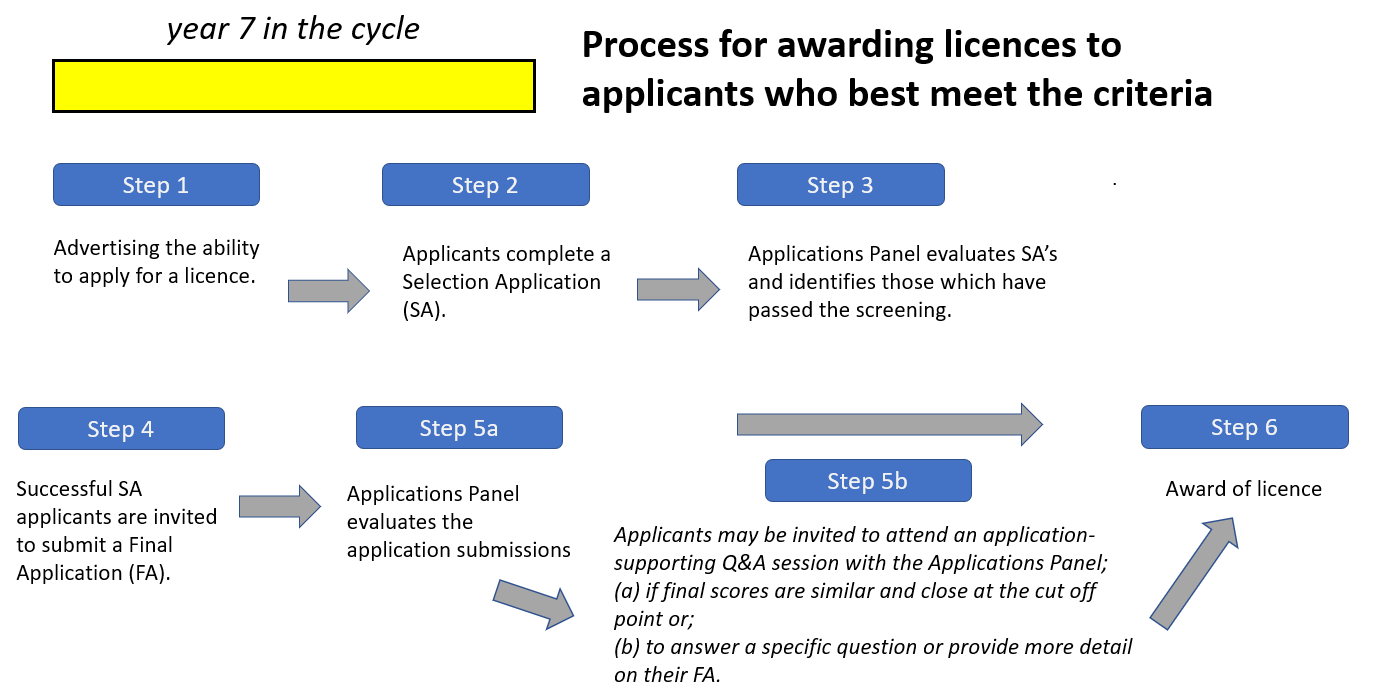 year 7 in the cycle
Process for awarding licences to
applicants who best meet the criteria
Step 1
Advertising the ability
to apply for a licence.
Step 2
Applicants complete a
Selection Application
(SA).
Step 3
Applications Panel evaluates SA’s
and identifies those which have
passed the screening.
Step 4
Successful SA
applicants are invited
to submit a Final
Application (FA).
Step 5a
Applications Panel
evaluates the
application submissions
Step 5b
Applicants may be invited to attend an application-
supporting Q&A session with the Applications Panel;
(a) if final scores are similar and close at the cut off
point or;
(b) to answer a specific question or provide more detail
on their FA.
Step 6
Award of licence